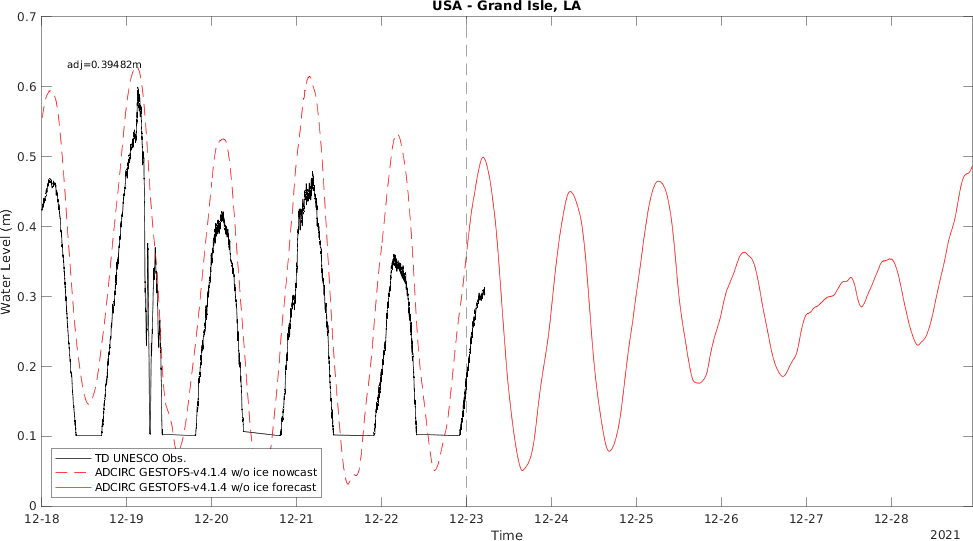 USA - Grand Isle, LA
0.7
adj=0.39482m
0.6
0.5
0.4
Water Level (m)
0.3
0.2
0.1
TD UNESCO Obs.
ADCIRC GESTOFS-v4.1.4 w/o ice nowcast
ADCIRC GESTOFS-v4.1.4 w/o ice forecast
0
12-18 12-19 12-20 12-21 12-22 12-23 12-24 12-25 12-26 12-27 12-28
Time
2021